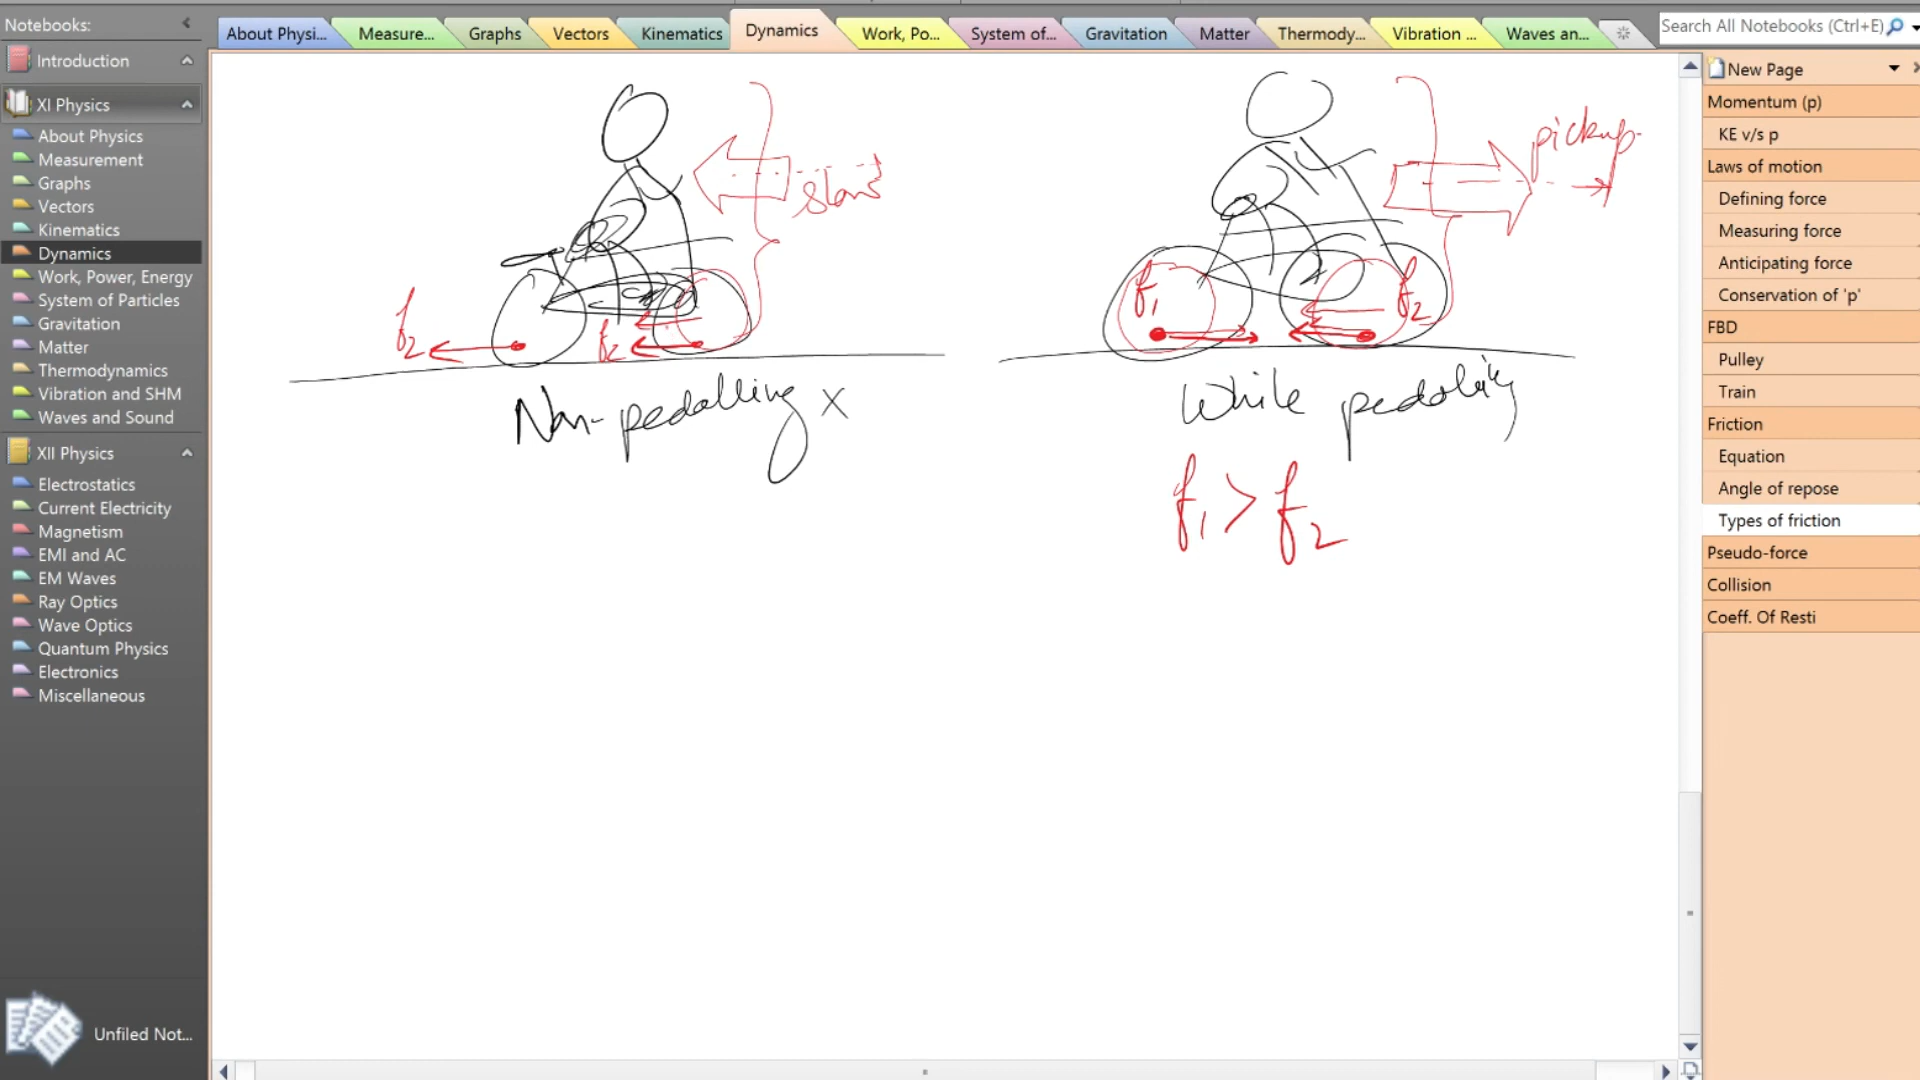 Notebooks:
Introduction
XI Physics
About Physics
Measurement
Graphs
Vectors
Kinematics
Dynamics
Work, Power, Energy
System of Particles
Gravitation
Matter
Thermodynamics
Vibration and SHM
Waves and Sound
XII Physics
Electrostatics
Current Electricity
Magnetism
EMI and AC
EM Waves
Ray Optics
Wave Optics
Quantum Physics
Electronics
Miscellaneous
Unfiled Not...
About Physi... Measure... Graphs Vectors Kinematics Dynamics Work, Po... System of... Gravitation Matter Thermody... Vibration ... Waves an...
Search All Notebooks (Ctrl+E)
pickup
f2 f2 f1 f2
Non-pedalling x
While
f1 > f2
New Page
Momentum (p)
KE v/s p
Laws of motion
Defining force
Measuring force
Anticipating force
Conservation of 'p'
FBD
Pulley
Train
Friction
Equation
Angle of repose
Types of friction
Pseudo-force
Collision
Coeff. Of Resti